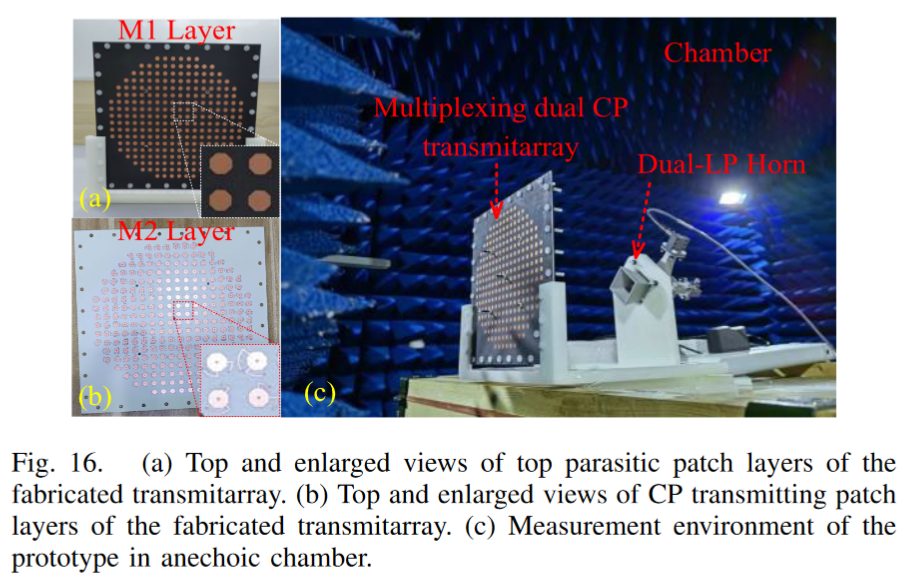 M1 Layer
(a)
M2 Layer
(b)
Chamber
Multiplexing dual CP
transmitarray
Dual-LP Horn
(c)
Fig. 16. (a) Top and enlarged views of top parasitic patch layers of the
fabricated transmitarray. (b) Top and enlarged views of CP transmitting patch
layers of the fabricated transmitarray. (c) Measurement environment of the
prototype in anechoic chamber.